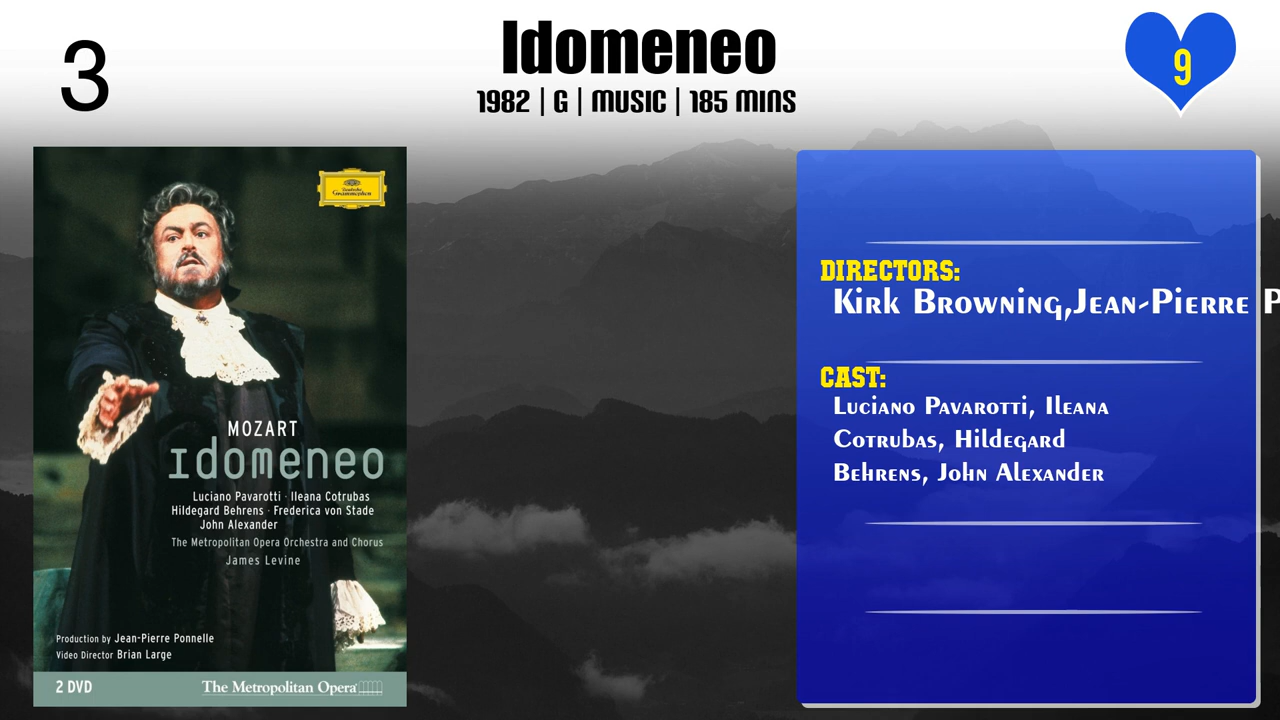 3
Idomeneo
9
1982 | G | MUSIC | 185 MINS
Deutsche
Grammophon
MOZART
Idomeneo
Luciano Pavarotti · Ileana Cotrubas
Hildegard Behrens · Frederica von Stade
John Alexander
The Metropolitan Opera Orchestra and Chorus
James Levine
Production by Jean-Pierre Ponnelle
Video Director Brian Large
2 DVD
The Metropolitan Opera
DIRECTORS:
Kirk Browning,Jean-Pierre P
CAST:
Luciano Pavarotti, Ileana
Cotrubas, Hildegard
Behrens, John Alexander